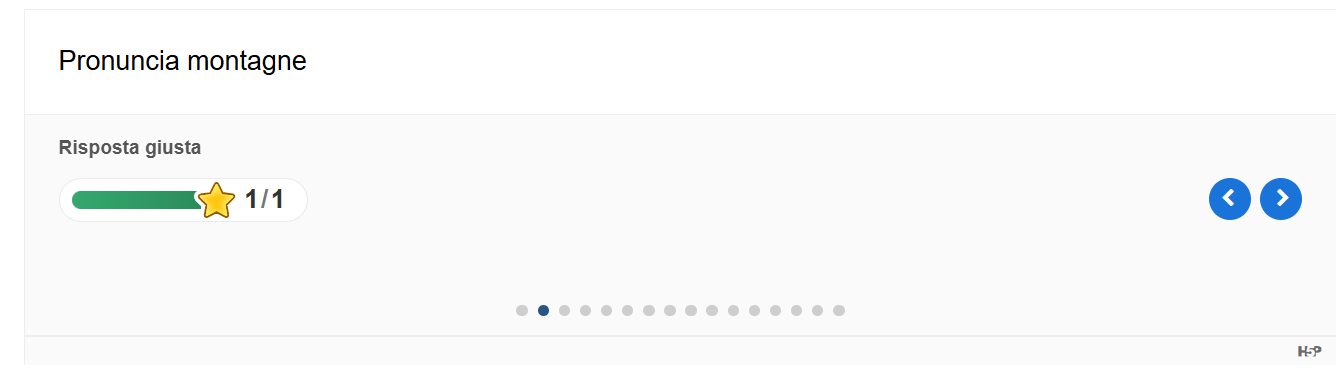 Pronuncia montagne
Risposta giusta
1/1
H5P